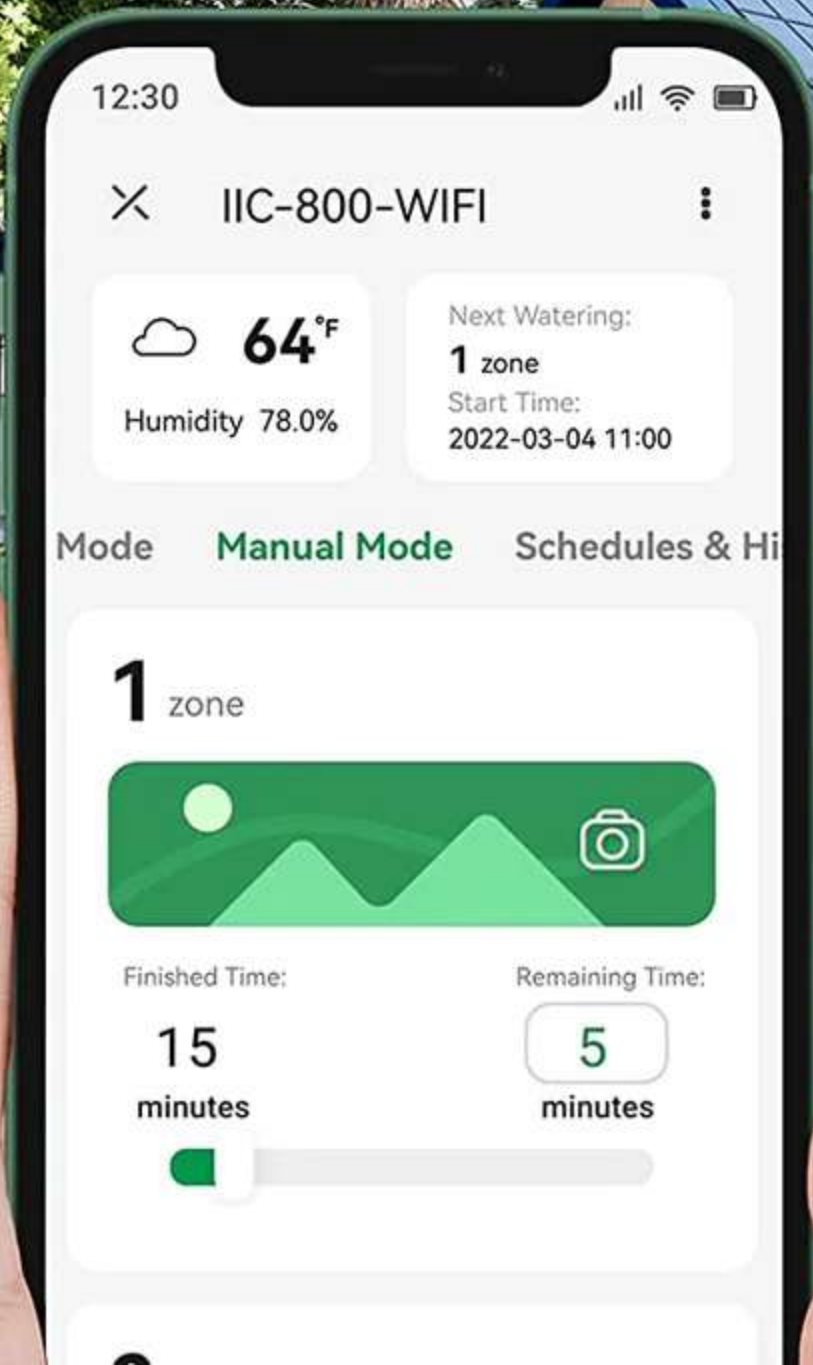 12:30
IIC-800-WIFI
64°F
Humidity 78.0%
Next Watering:
1 zone
Start Time:
2022-03-04 11:00
Mode
Manual Mode
Schedules & Hi
1 zone
Finished Time:
Remaining Time:
15
5
minutes
minutes